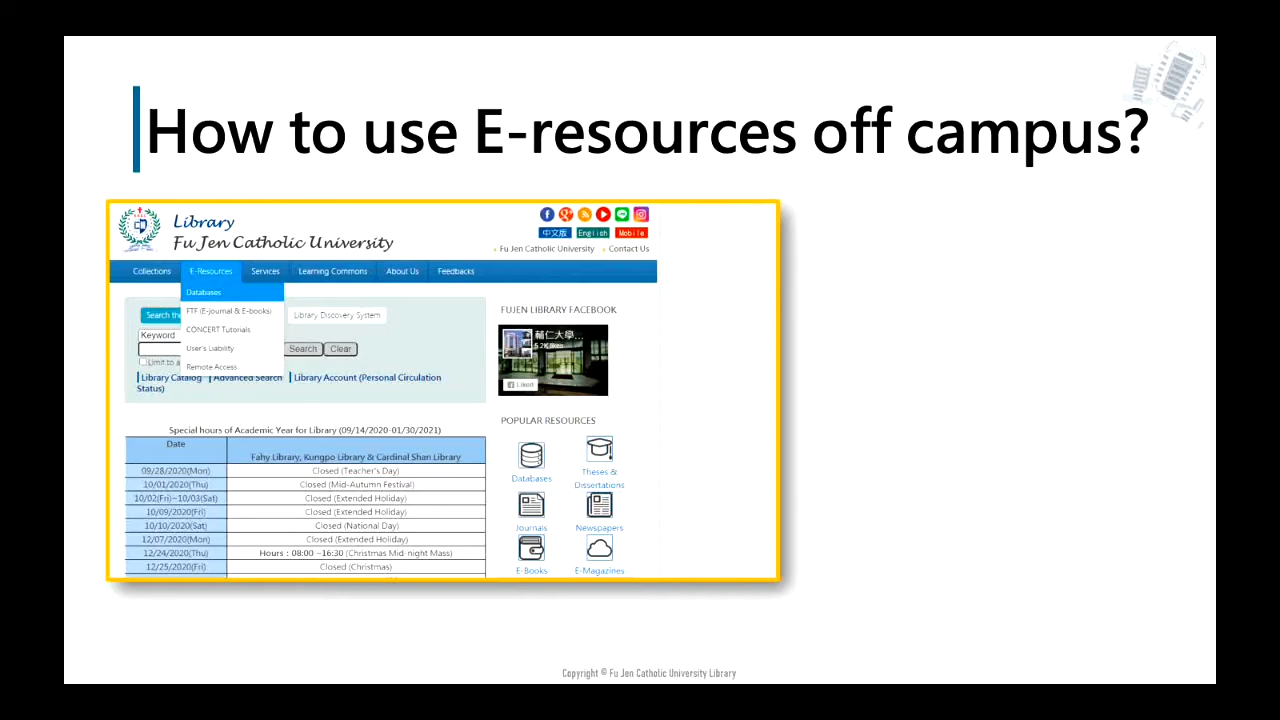 How to use E-resources off campus?
Library
Fu Jen Catholic University
中文版 English Mobile
Fu Jen Catholic University Contact Us
Collections E-Resources Services Learning Commons About Us Feedbacks
Databases
FTF (E-journal & E-books)
CONCERT Tutorials
User's Liability
Remote Access
Search the
Library Discovery System
Keyword
Search Clear
Limit to a
Library Catalog Advanced Search Library Account (Personal Circulation
Status)
FUJEN LIBRARY FACEBOOK
輔仁大學...
5.2K likes
Liked
POPULAR RESOURCES
Databases
Theses &
Dissertations
Journals
Newspapers
E-Books
E-Magazines
Special hours of Academic Year for Library (09/14/2020-01/30/2021)
Date
Fahy Library, Kungpo Library & Cardinal Shan Library
09/28/2020(Mon) Closed (Teacher's Day)
10/01/2020(Thu) Closed (Mid-Autumn Festival)
10/02(Fri)~10/03(Sat) Closed (Extended Holiday)
10/09/2020(Fri) Closed (Extended Holiday)
10/10/2020(Sat) Closed (National Day)
12/07/2020(Mon) Closed (Extended Holiday)
12/24/2020(Thu) Hours : 08:00 ~16:30 (Christmas Mid-night Mass)
12/25/2020(Fri) Closed (Christmas)
Copyright © Fu Jen Catholic University Library